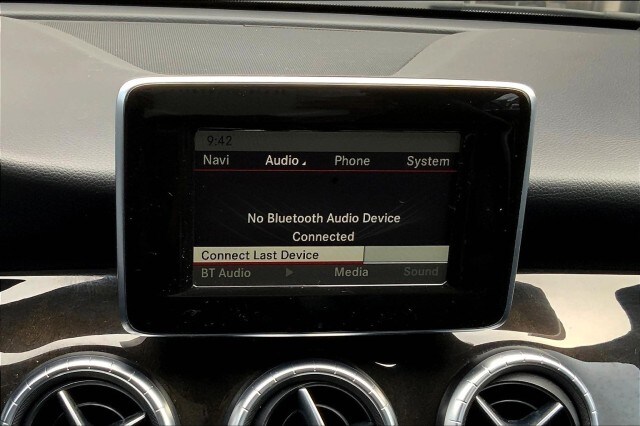 9:42
Navi Audio Phone System
No Bluetooth Audio Device
Connected
Connect Last Device
BT Audio Media Sound